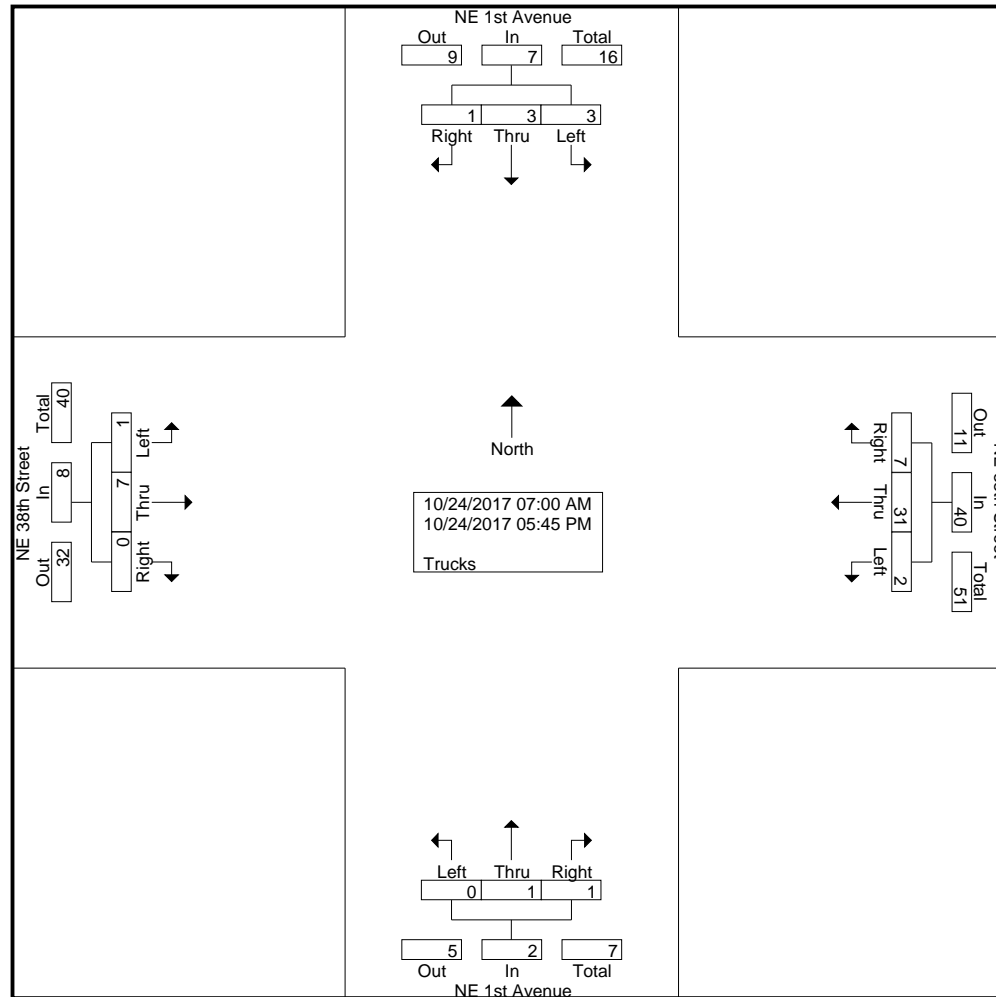 NE 1st Avenue
Out In Total
9 7 16
1 3 3
Right Thru Left
NE 38th Street
Total In Out
40 8 32
1 7 0
Left Thru Right
North
10/24/2017 07:00 AM
10/24/2017 05:45 PM
Trucks
Right Thru Left
7 31 2
Out In Total
11 40 51
Left Thru Right
0 1 1
5 2 7
Out In Total
NE 1st Avenue